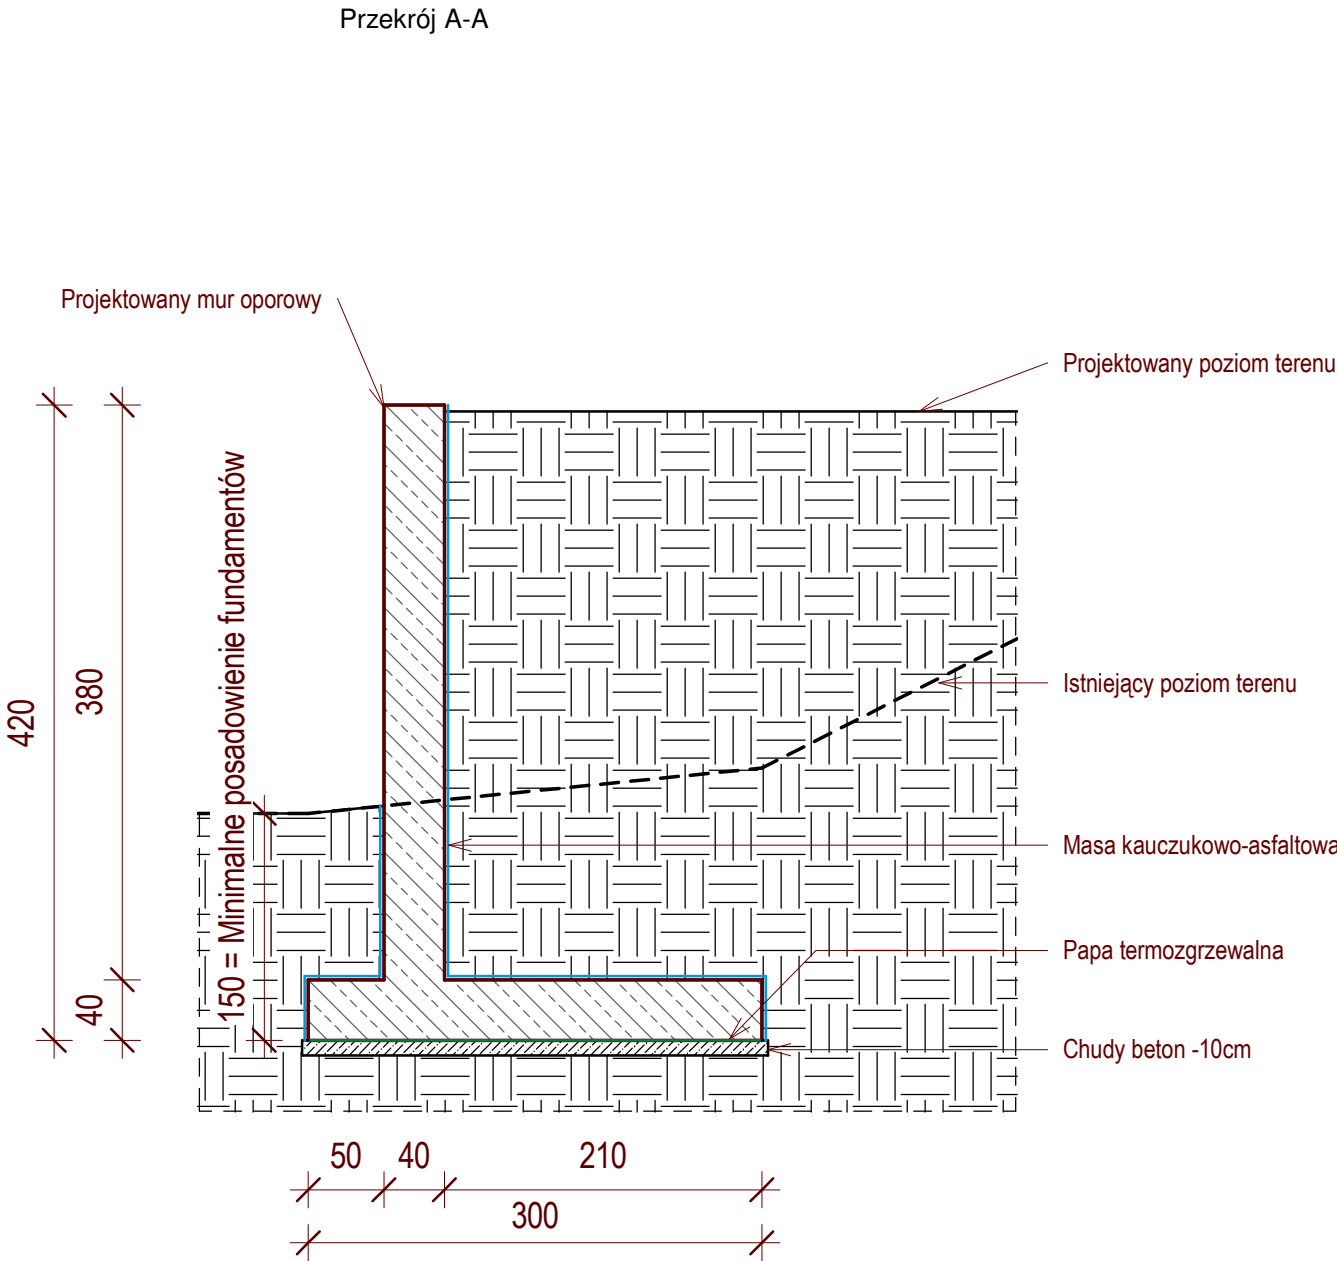 Przekrój A-A
Projektowany mur oporowy
Projektowany poziom terenu
Istniejący poziom terenu
Masa kauczukowo-asfaltowa
Papa termozgrzewalna
Chudy beton -10cm
420
380
40
150 = Minimalne posadowienie fundamentów
50
40
210
300